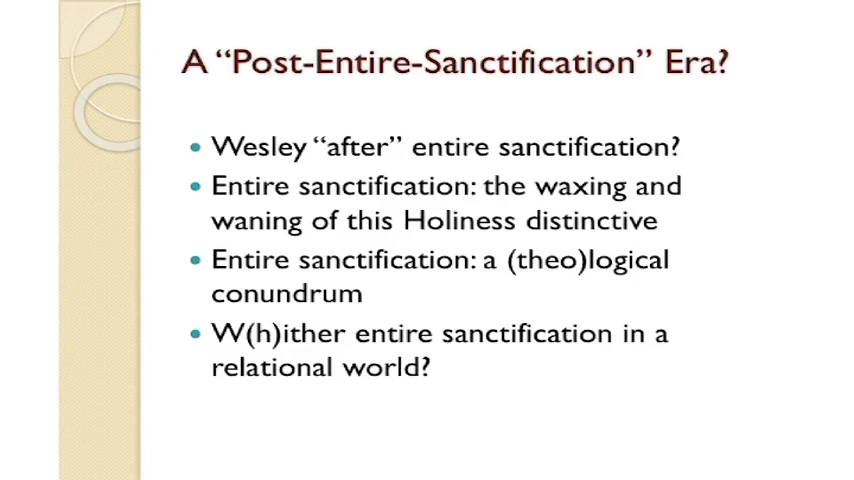 A “Post-Entire-Sanctification” Era?
• Wesley “after” entire sanctification?
• Entire sanctification: the waxing and
waning of this Holiness distinctive
• Entire sanctification: a (theo)logical
conundrum
• W(h)ither entire sanctification in a
relational world?